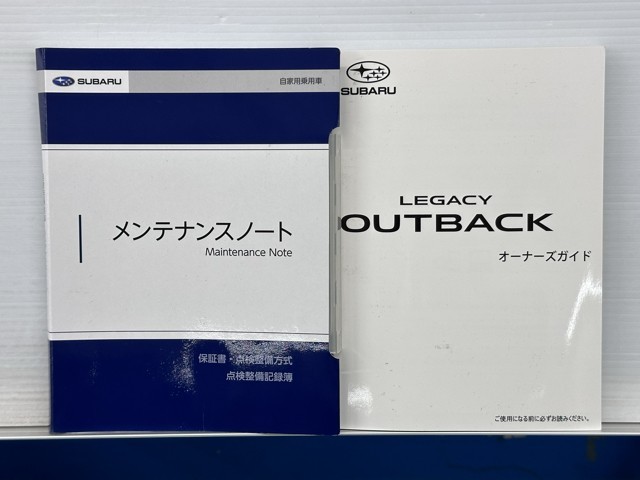 SUBARU
自家用乗用車
メンテナンスノート
Maintenance Note
保証書・点検整備方式
点検整備記録簿
SUBARU
LEGACY
OUTBACK
オーナーズガイド
ご使用になる前に必ずお読みください。